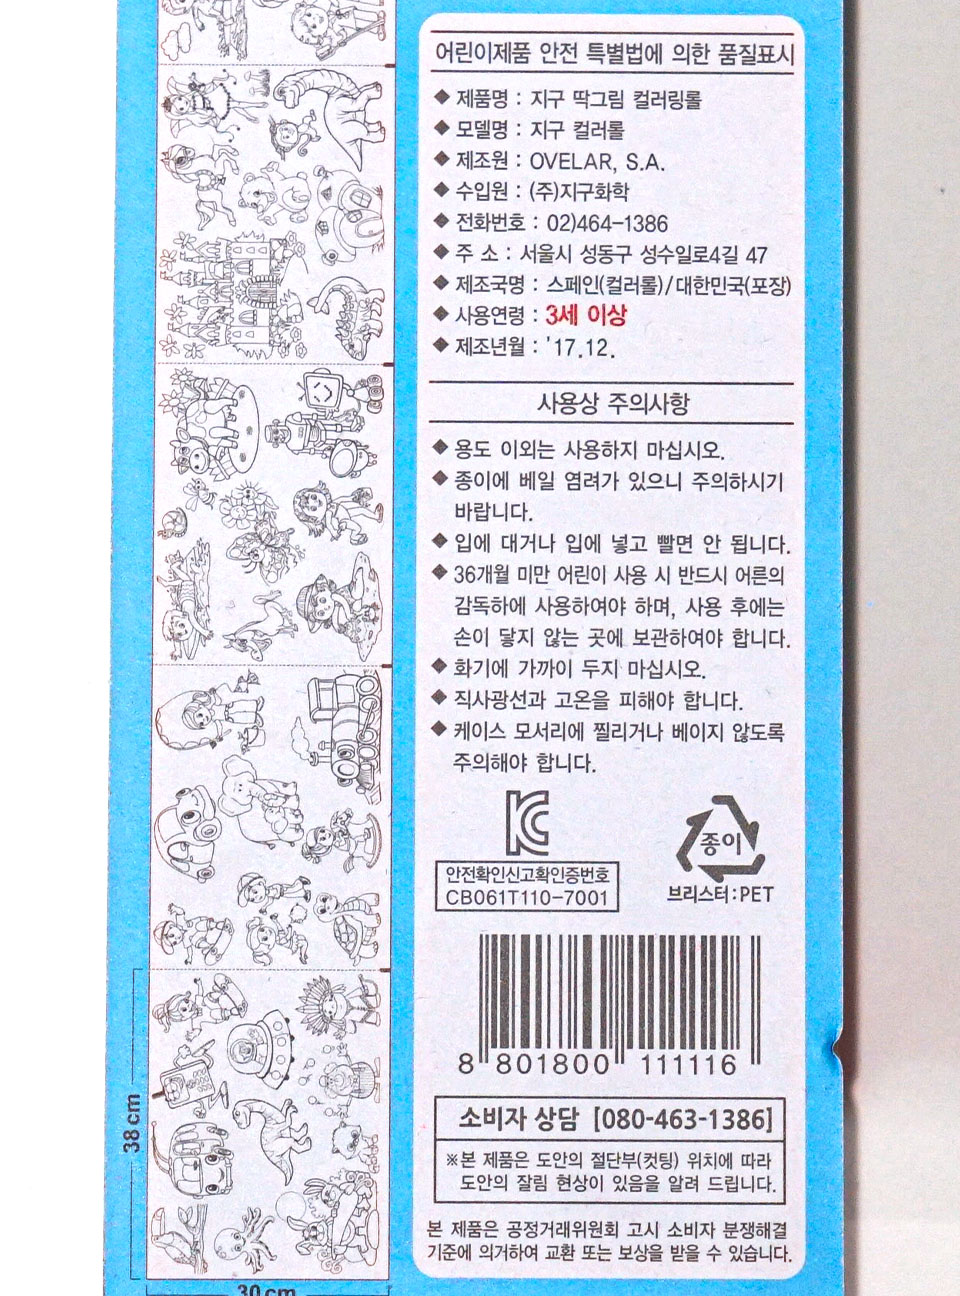 어린이제품 안전 특별법에 의한 품질표시
◆ 제품명 : 지구 딱그림 컬러링롤
◆ 모델명 : 지구 컬러롤
◆ 제조원 : OVELAR, S.A.
◆ 수입원 : (주)지구화학
◆ 전화번호 : 02)464-1386
◆ 주 소 : 서울시 성동구 성수일로4길 47
◆ 제조국명 : 스페인(컬러롤)/대한민국(포장)
◆ 사용연령 : 3세 이상
◆ 제조년월 : '17.12.
사용상 주의사항
◆ 용도 이외는 사용하지 마십시오.
◆ 종이에 베일 염려가 있으니 주의하시기
바랍니다.
◆ 입에 대거나 입에 넣고 빨면 안 됩니다.
◆ 36개월 미만 어린이 사용 시 반드시 어른의
감독하에 사용하여야 하며, 사용 후에는
손이 닿지 않는 곳에 보관하여야 합니다.
◆ 화기에 가까이 두지 마십시오.
◆ 직사광선과 고온을 피해야 합니다.
◆ 케이스 모서리에 찔리거나 베이지 않도록
주의해야 합니다.
안전확인신고확인증번호
CB061T110-7001
종이
브리스터:PET
8 801800 111116
소비자 상담 [080-463-1386]
※본 제품은 도안의 절단부(컷팅) 위치에 따라
도안의 잘림 현상이 있음을 알려 드립니다.
본 제품은 공정거래위원회 고시 소비자 분쟁해결
기준에 의거하여 교환 또는 보상을 받을 수 있습니다.
38 cm
30 cm